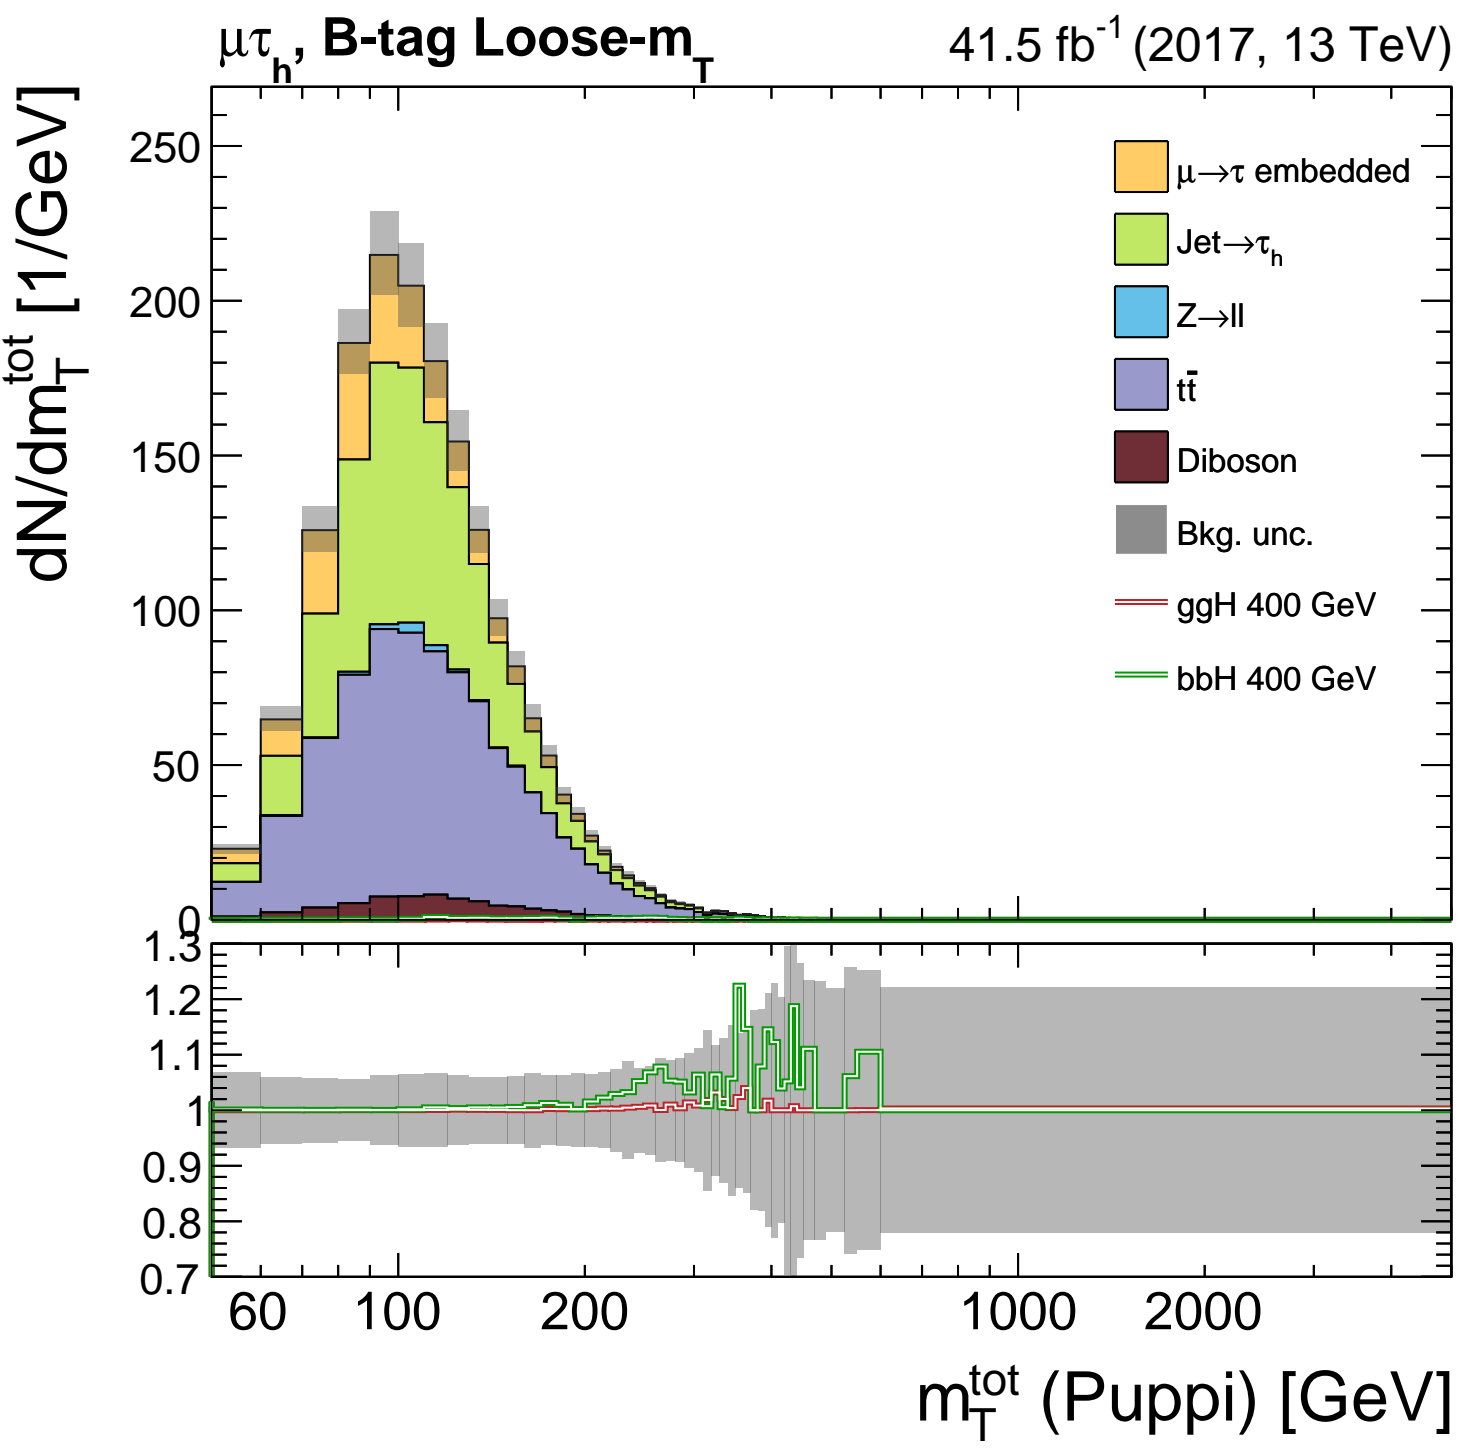 μτh, B-tag Loose-mT
41.5 fb-1 (2017, 13 TeV)
dN/dmTtot [1/GeV]
250
200
150
100
50
0
μ→τ embedded
Jet→τh
Z→ll
tt̄
Diboson
Bkg. unc.
ggH 400 GeV
bbH 400 GeV
1.3
1.2
1.1
1
0.9
0.8
0.7
60 100 200 1000 2000
mTtot (Puppi) [GeV]